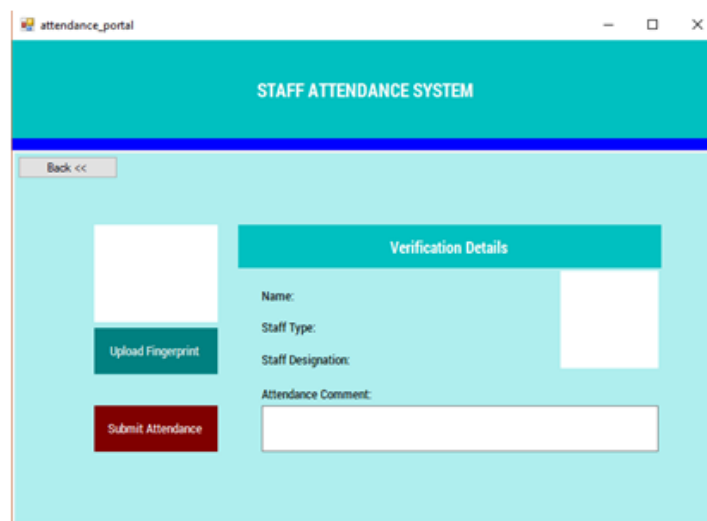 attendance_portal
STAFF ATTENDANCE SYSTEM
Back <<
Verification Details
Name:
Upload Fingerprint
Staff Type:
Staff Designation:
Attendance Comment:
Submit Attendance